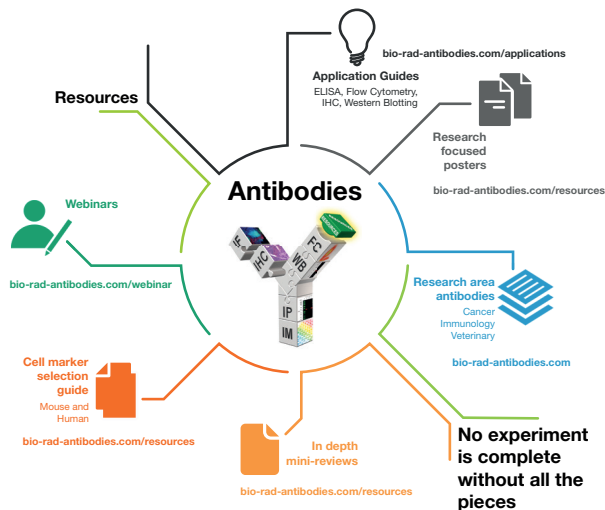 bio-rad-antibodies.com/applications
Application Guides
ELISA, Flow Cytometry,
IHC, Western Blotting
Resources
Research
focused
posters
bio-rad-antibodies.com/resources
Antibodies
Webinars
bio-rad-antibodies.com/webinar
IF
IHC
WB
FC
IP
IM
Research area
antibodies
Cancer
Immunology
Veterinary
bio-rad-antibodies.com
Cell marker
selection
guide
Mouse and
Human
bio-rad-antibodies.com/resources
In depth
mini-reviews
bio-rad-antibodies.com/resources
No experiment
is complete
without all the
pieces